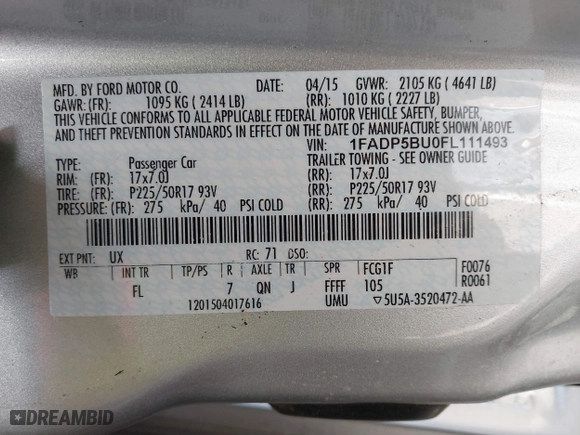 MFD. BY FORD MOTOR CO. DATE: 04/15 GVWR: 2105 KG ( 4641 LB)
GAWR: (FR): 1095 KG ( 2414 LB) (RR): 1010 KG ( 2227 LB)
THIS VEHICLE CONFORMS TO ALL APPLICABLE FEDERAL MOTOR VEHICLE SAFETY, BUMPER,
AND THEFT PREVENTION STANDARDS IN EFFECT ON THE DATE OF MANUFACTURE SHOWN ABOVE.
VIN: 1FADP5BU0FL111493
TYPE: Passenger Car TRAILER TOWING - SEE OWNER GUIDE
RIM: (FR): 17x7.0J (RR): 17x7.0J
TIRE: (FR): P225/50R17 93V (RR): P225/50R17 93V
PRESSURE: (FR): 275 kPa/ 40 PSI COLD (RR): 275 kPa/ 40 PSI COLD
EXT PNT: UX RC: 71 DSO: FCG1F F0076
WB INT TR TP/PS R AXLE TR SPR 105 R0061
FL 7 QN J FFFF
1201504017616 UMU ▽5U5A-3520472-AA
DREAMBID